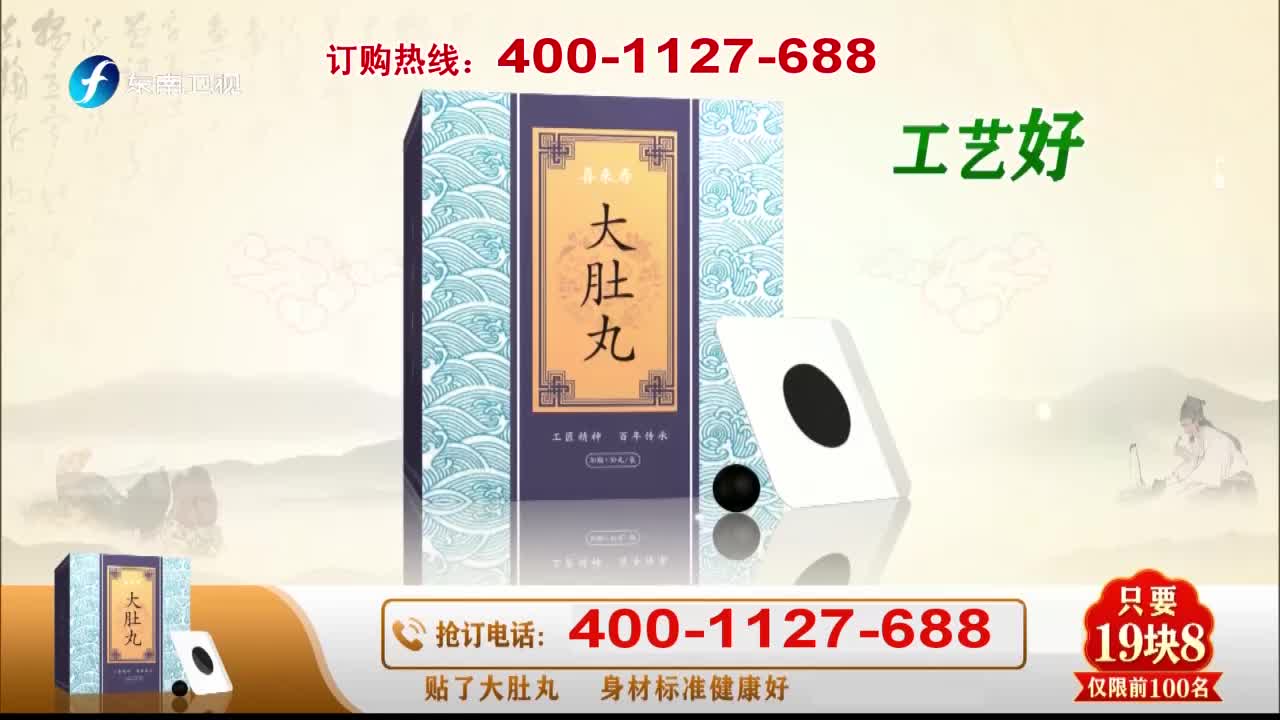 订购热线：400-1127-688
东南卫视
工艺好
喜来寿
大肚丸
工匠精神 百年传承
抢订电话：400-1127-688
贴了大肚丸 身材标准健康好
大肚丸
只要
19块8
仅限前100名